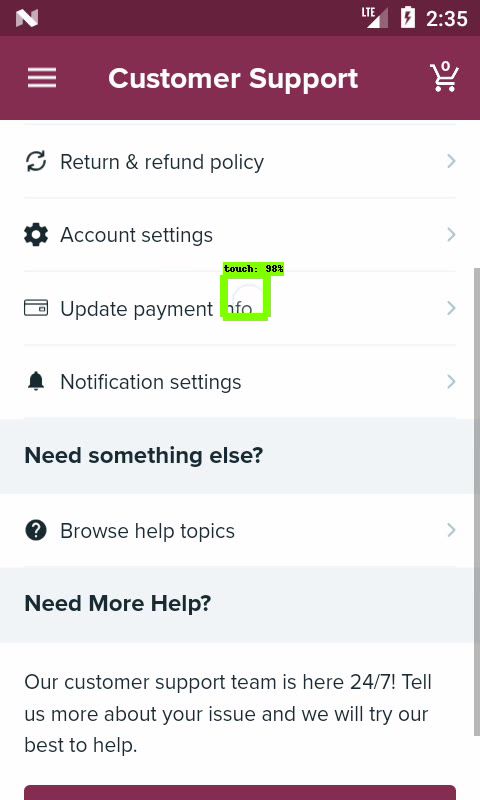 LTE 2:35
Customer Support 0
Return & refund policy
Account settings
touch: 98%
Update payment info
Notification settings
Need something else?
Browse help topics
Need More Help?
Our customer support team is here 24/7! Tell
us more about your issue and we will try our
best to help.